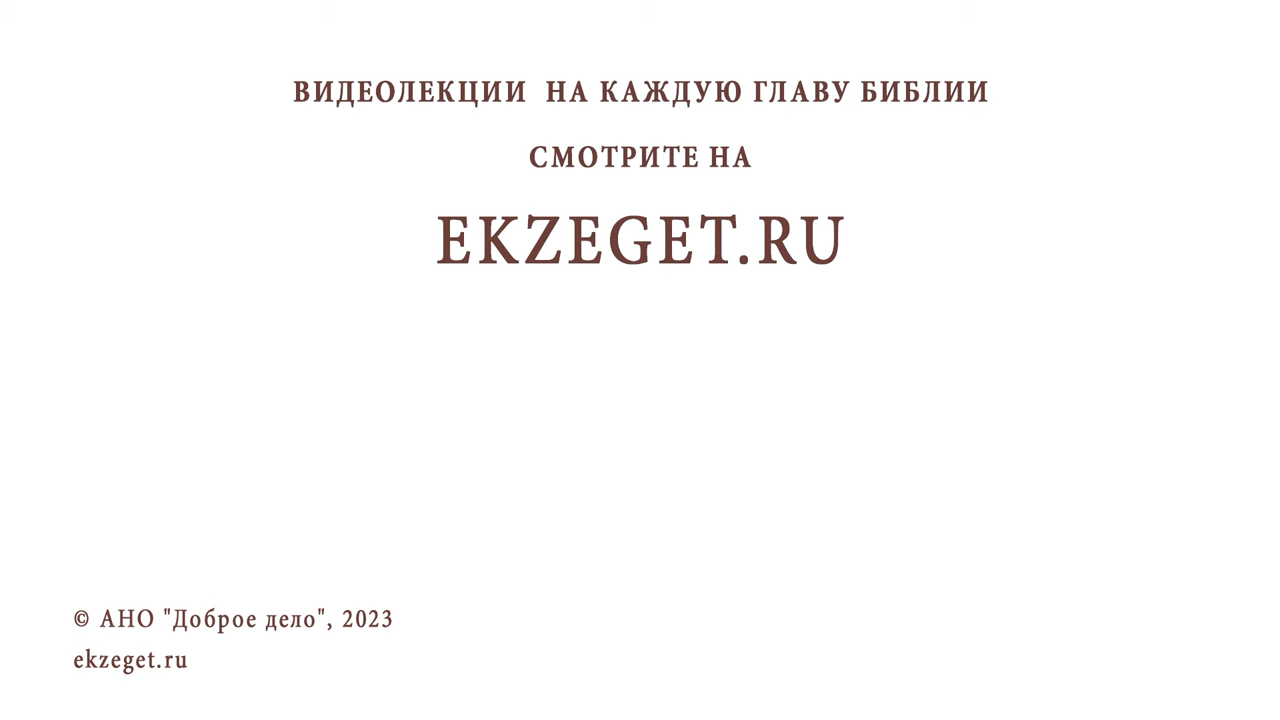 ВИДЕОЛЕКЦИИ НА КАЖДУЮ ГЛАВУ БИБЛИИ
СМОТРИТЕ НА
EKZEGET.RU
© АНО "Доброе дело", 2023
ekzeget.ru